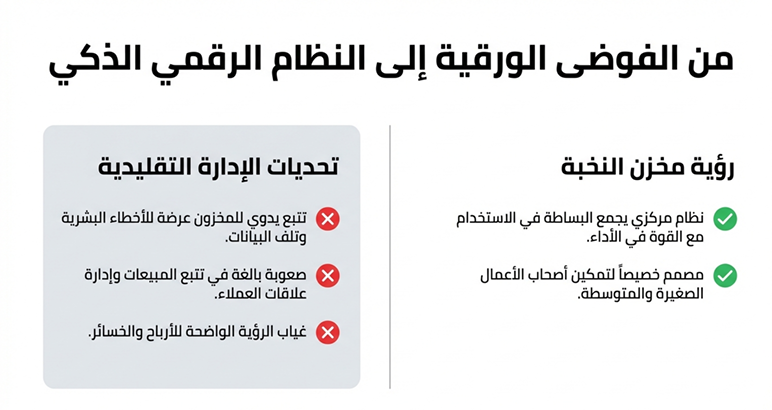 من الفوضى الورقية إلى النظام الرقمي الذكي
رؤية مخزن النخبة
نظام مركزي يجمع البساطة في الاستخدام
مع القوة في الأداء.
مصمم خصيصاً لتمكين أصحاب الأعمال
الصغيرة والمتوسطة.
تحديات الإدارة التقليدية
تتبع يدوي للمخزون عرضة للأخطاء البشرية
وتلف البيانات.
صعوبة بالغة في تتبع المبيعات وإدارة
علاقات العملاء.
غياب الرؤية الواضحة للأرباح والخسائر.